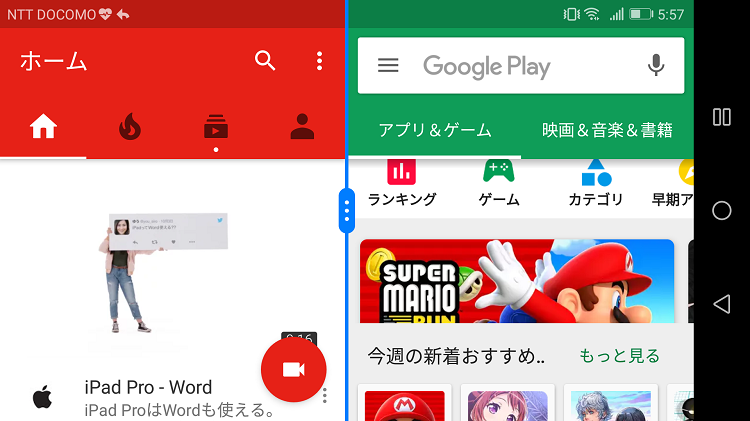 NTT DOCOMO
5:57
ホーム
Google Play
アプリ＆ゲーム
映画＆音楽＆書籍
ランキング
ゲーム
カテゴリ
早期ア
iPadってWord使える??
SUPER
MARIO
RUN
今週の新着おすすめ..
もっと見る
iPad Pro - Word
iPad ProはWordも使える。